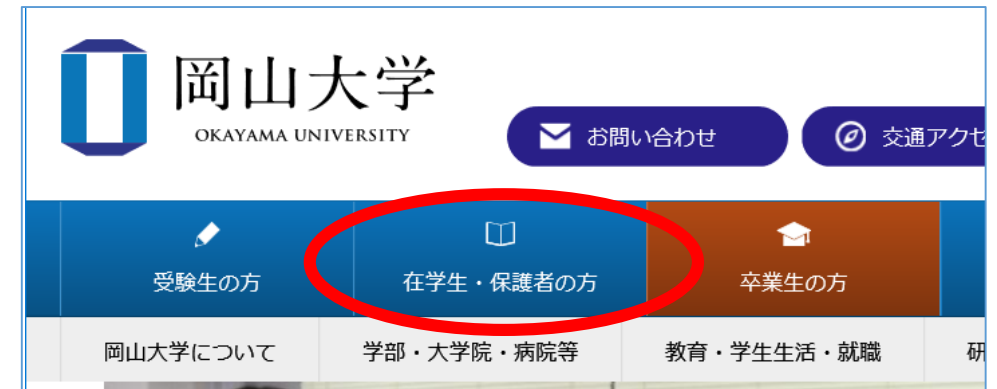 岡山大学
OKAYAMA UNIVERSITY
お問い合わせ
交通アクセ
受験生の方
在学生・保護者の方
卒業生の方
岡山大学について
学部・大学院・病院等
教育・学生生活・就職
研